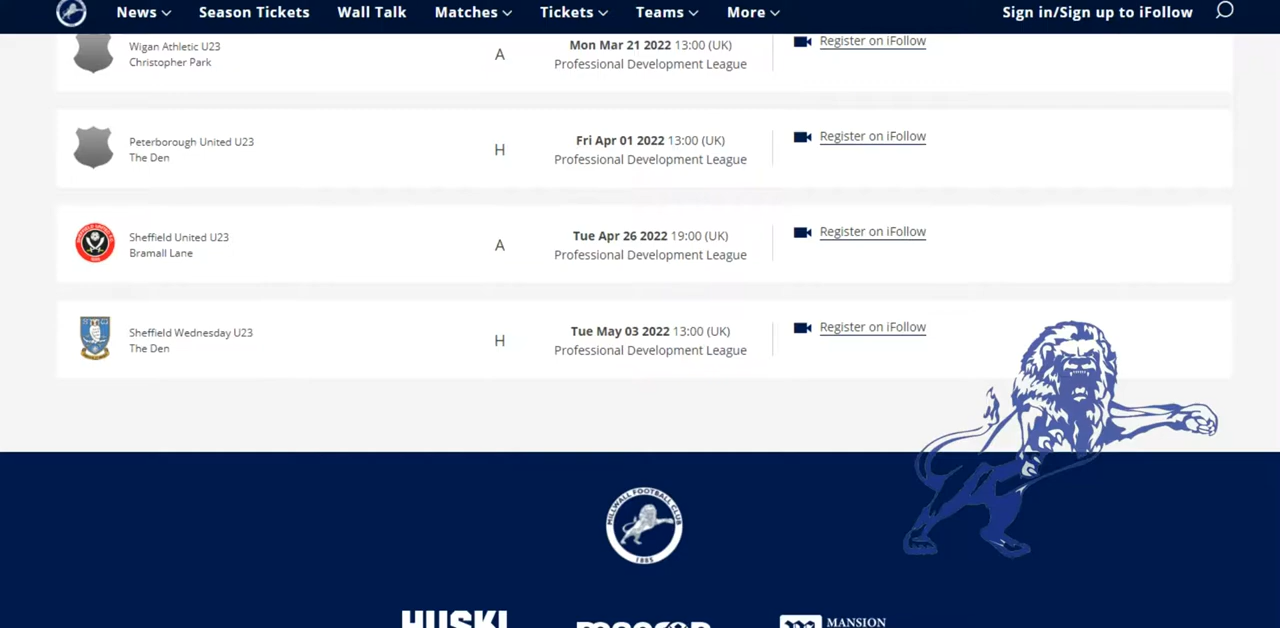 News Season Tickets Wall Talk Matches Tickets Teams More Sign in/Sign up to iFollow
Wigan Athletic U23
Christopher Park
A
Mon Mar 21 2022 13:00 (UK)
Professional Development League
Register on iFollow
Peterborough United U23
The Den
H
Fri Apr 01 2022 13:00 (UK)
Professional Development League
Register on iFollow
Sheffield United U23
Bramall Lane
A
Tue Apr 26 2022 19:00 (UK)
Professional Development League
Register on iFollow
Sheffield Wednesday U23
The Den
H
Tue May 03 2022 13:00 (UK)
Professional Development League
Register on iFollow
MILLWALL FOOTBALL CLUB
1885
HUSKI
MANSION